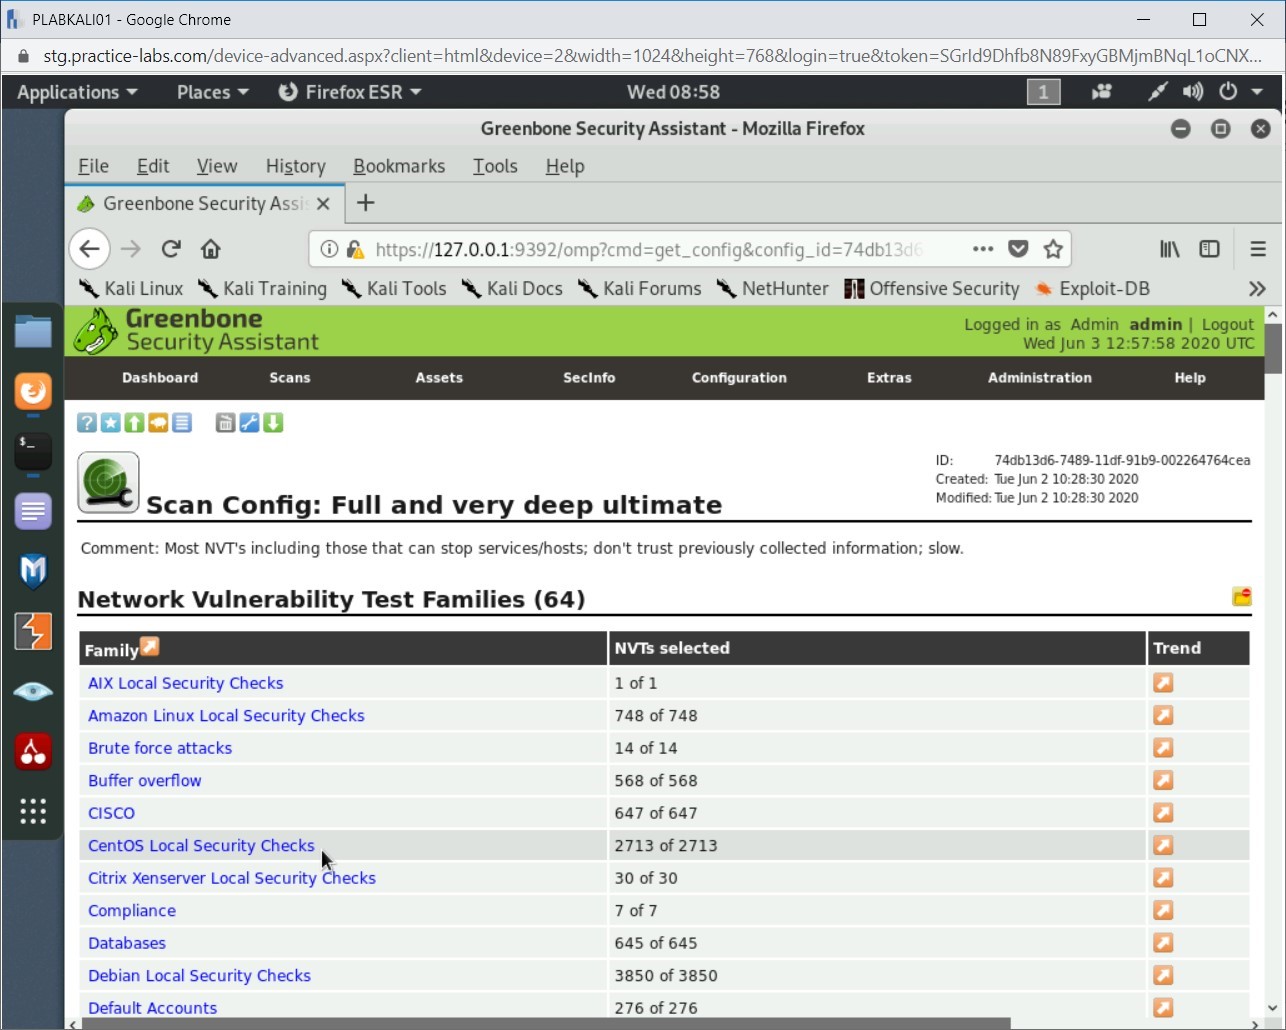 PLABKALI01 - Google Chrome
stg.practice-labs.com/device-advanced.aspx?client=html&device=2&width=1024&height=768&login=true&token=SGrId9Dhfb8N89FxyGBMjmBNqL1oCNX...
Applications Places Firefox ESR Wed 08:58 1
Greenbone Security Assistant - Mozilla Firefox
File Edit View History Bookmarks Tools Help
Greenbone Security Assis
https://127.0.0.1:9392/omp?cmd=get_config&config_id=74db13d6
Kali Linux Kali Training Kali Tools Kali Docs Kali Forums NetHunter Offensive Security Exploit-DB
Greenbone
Security Assistant
Logged in as Admin admin | Logout
Wed Jun 3 12:57:58 2020 UTC
Dashboard Scans Assets SecInfo Configuration Extras Administration Help
ID: 74db13d6-7489-11df-91b9-002264764cea
Created: Tue Jun 2 10:28:30 2020
Modified: Tue Jun 2 10:28:30 2020
Scan Config: Full and very deep ultimate
Comment: Most NVT's including those that can stop services/hosts; don't trust previously collected information; slow.
Network Vulnerability Test Families (64)
Family NVTs selected Trend
AIX Local Security Checks 1 of 1
Amazon Linux Local Security Checks 748 of 748
Brute force attacks 14 of 14
Buffer overflow 568 of 568
CISCO 647 of 647
CentOS Local Security Checks 2713 of 2713
Citrix Xenserver Local Security Checks 30 of 30
Compliance 7 of 7
Databases 645 of 645
Debian Local Security Checks 3850 of 3850
Default Accounts 276 of 276